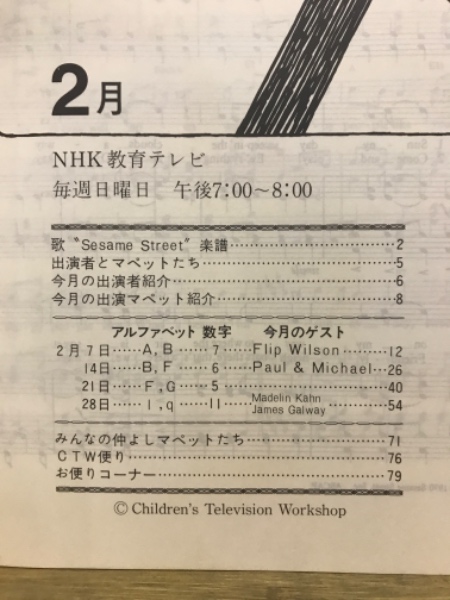 2月
NHK教育テレビ
毎週日曜日　午後7:00～8:00
歌〝Sesame Street〟楽譜……………………………2
出演者とマペットたち……………………………5
今月の出演者紹介……………………………6
今月の出演マペット紹介……………………………8
アルファベット 数字　今月のゲスト
2月7日……A,B……7……Flip Wilson………12
14日……B,F……6……Paul & Michael…26
21日……F,G……5……………………………40
28日……I,q……11……Madelin Kahn James Galway………54
みんなの仲よしマペットたち……………………………71
CTW便り……………………………76
お便りコーナー……………………………79
© Children's Television Workshop